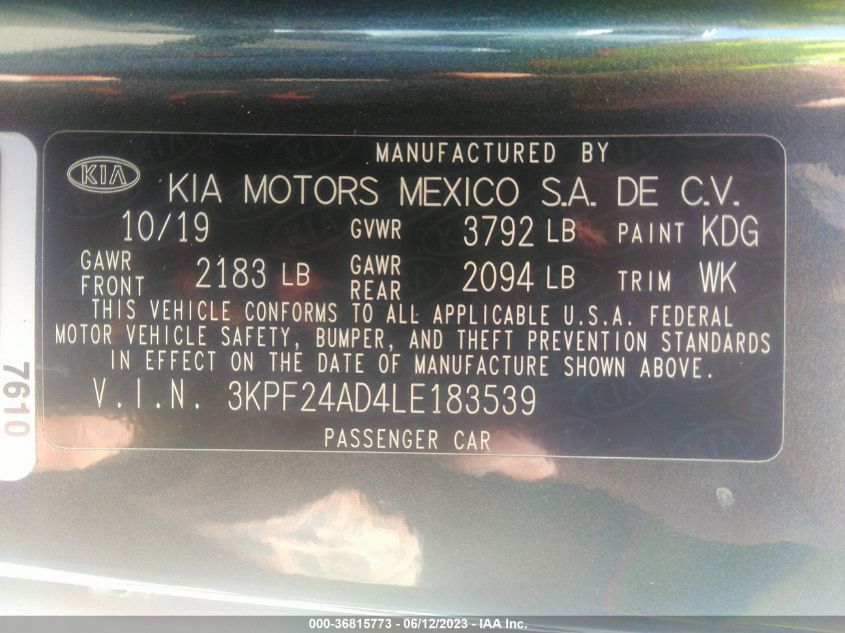 MANUFACTURED BY
KIA KIA MOTORS MEXICO S.A. DE C.V.
10/19 GVWR 3792 LB PAINT KDG
GAWR FRONT 2183 LB GAWR REAR 2094 LB TRIM WK
THIS VEHICLE CONFORMS TO ALL APPLICABLE U.S.A. FEDERAL
MOTOR VEHICLE SAFETY, BUMPER, AND THEFT PREVENTION STANDARDS
IN EFFECT ON THE DATE OF MANUFACTURE SHOWN ABOVE.
V.I.N. 3KPF24AD4LE183539
PASSENGER CAR
7610
000-36815773 - 06/12/2023 - IAA Inc.